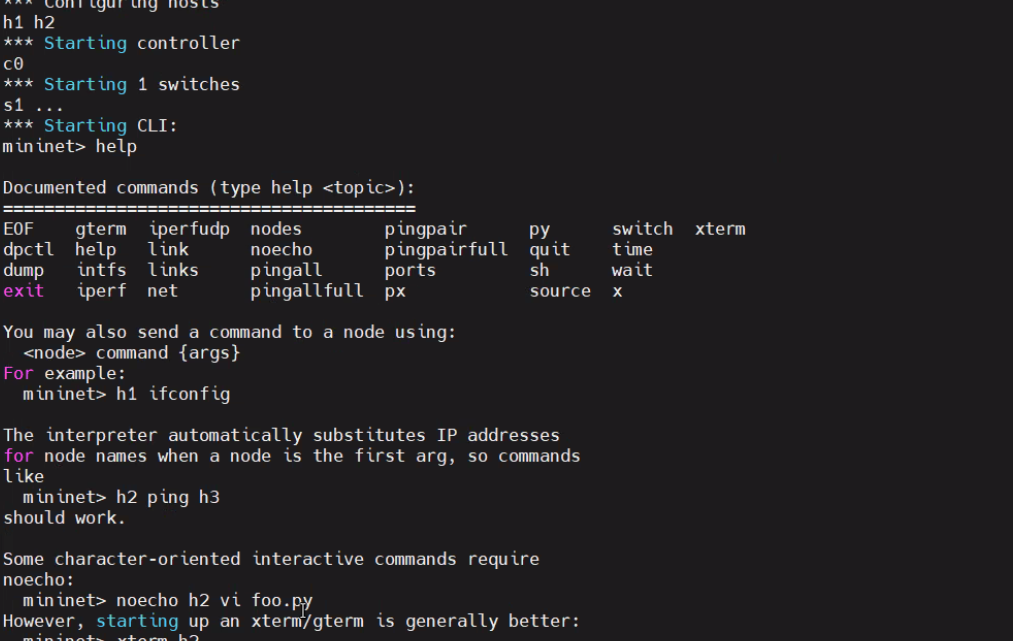 *** Configuring hosts
h1 h2
*** Starting controller
c0
*** Starting 1 switches
s1 ...
*** Starting CLI:
mininet> help

Documented commands (type help <topic>):
========================================
EOF    gterm  iperfudp  nodes        pingpair      py      switch  xterm
dpctl  help   link      noecho       pingpairfull  quit    time
dump   intfs  links     pingall      ports         sh      wait
exit   iperf  net       pingallfull  px            source  x

You may also send a command to a node using:
  <node> command {args}
For example:
  mininet> h1 ifconfig

The interpreter automatically substitutes IP addresses
for node names when a node is the first arg, so commands
like
  mininet> h2 ping h3
should work.

Some character-oriented interactive commands require
noecho:
  mininet> noecho h2 vi foo.py
However, starting up an xterm/gterm is generally better:
  mininet> xterm h2